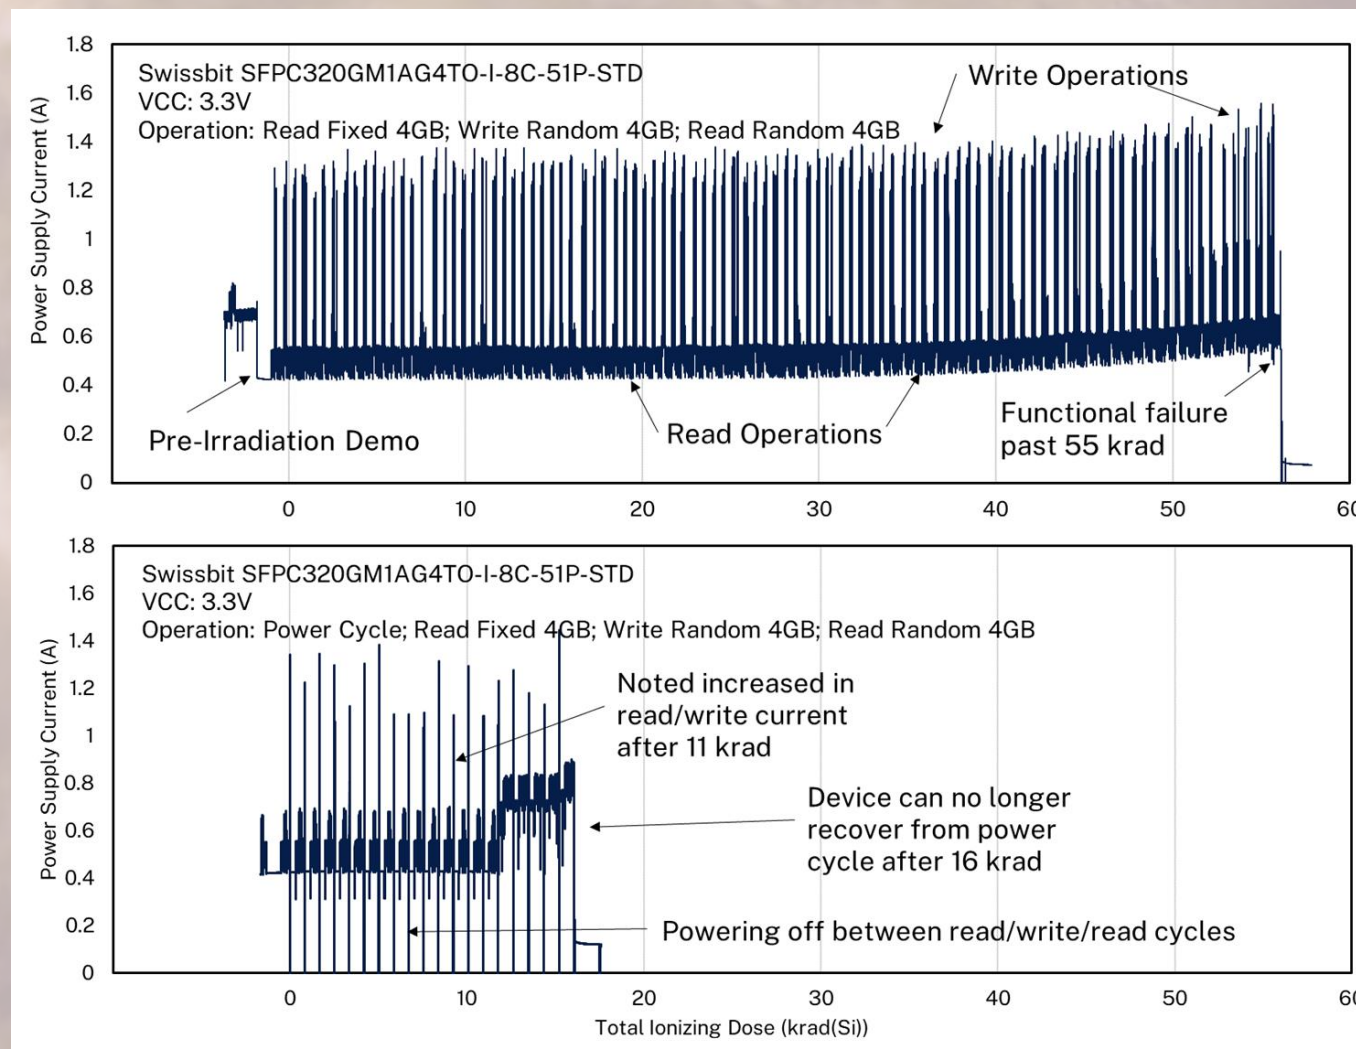 1.8
1.6
1.4
1.2
1
0.8
0.6
0.4
0.2
0
Power Supply Current (A)
Swissbit SFPC320GM1AG4TO-I-8C-51P-STD
VCC: 3.3V
Operation: Read Fixed 4GB; Write Random 4GB; Read Random 4GB
Write Operations
Pre-Irradiation Demo
Read Operations
Functional failure
past 55 krad
0 10 20 30 40 50 60
1.8
1.6
1.4
1.2
1
0.8
0.6
0.4
0.2
0
Power Supply Current (A)
Swissbit SFPC320GM1AG4TO-I-8C-51P-STD
VCC: 3.3V
Operation: Power Cycle; Read Fixed 4GB; Write Random 4GB; Read Random 4GB
Noted increased in
read/write current
after 11 krad
Device can no longer
recover from power
cycle after 16 krad
Powering off between read/write/read cycles
0 10 20 30 40 50 60
Total Ionizing Dose (krad(Si))